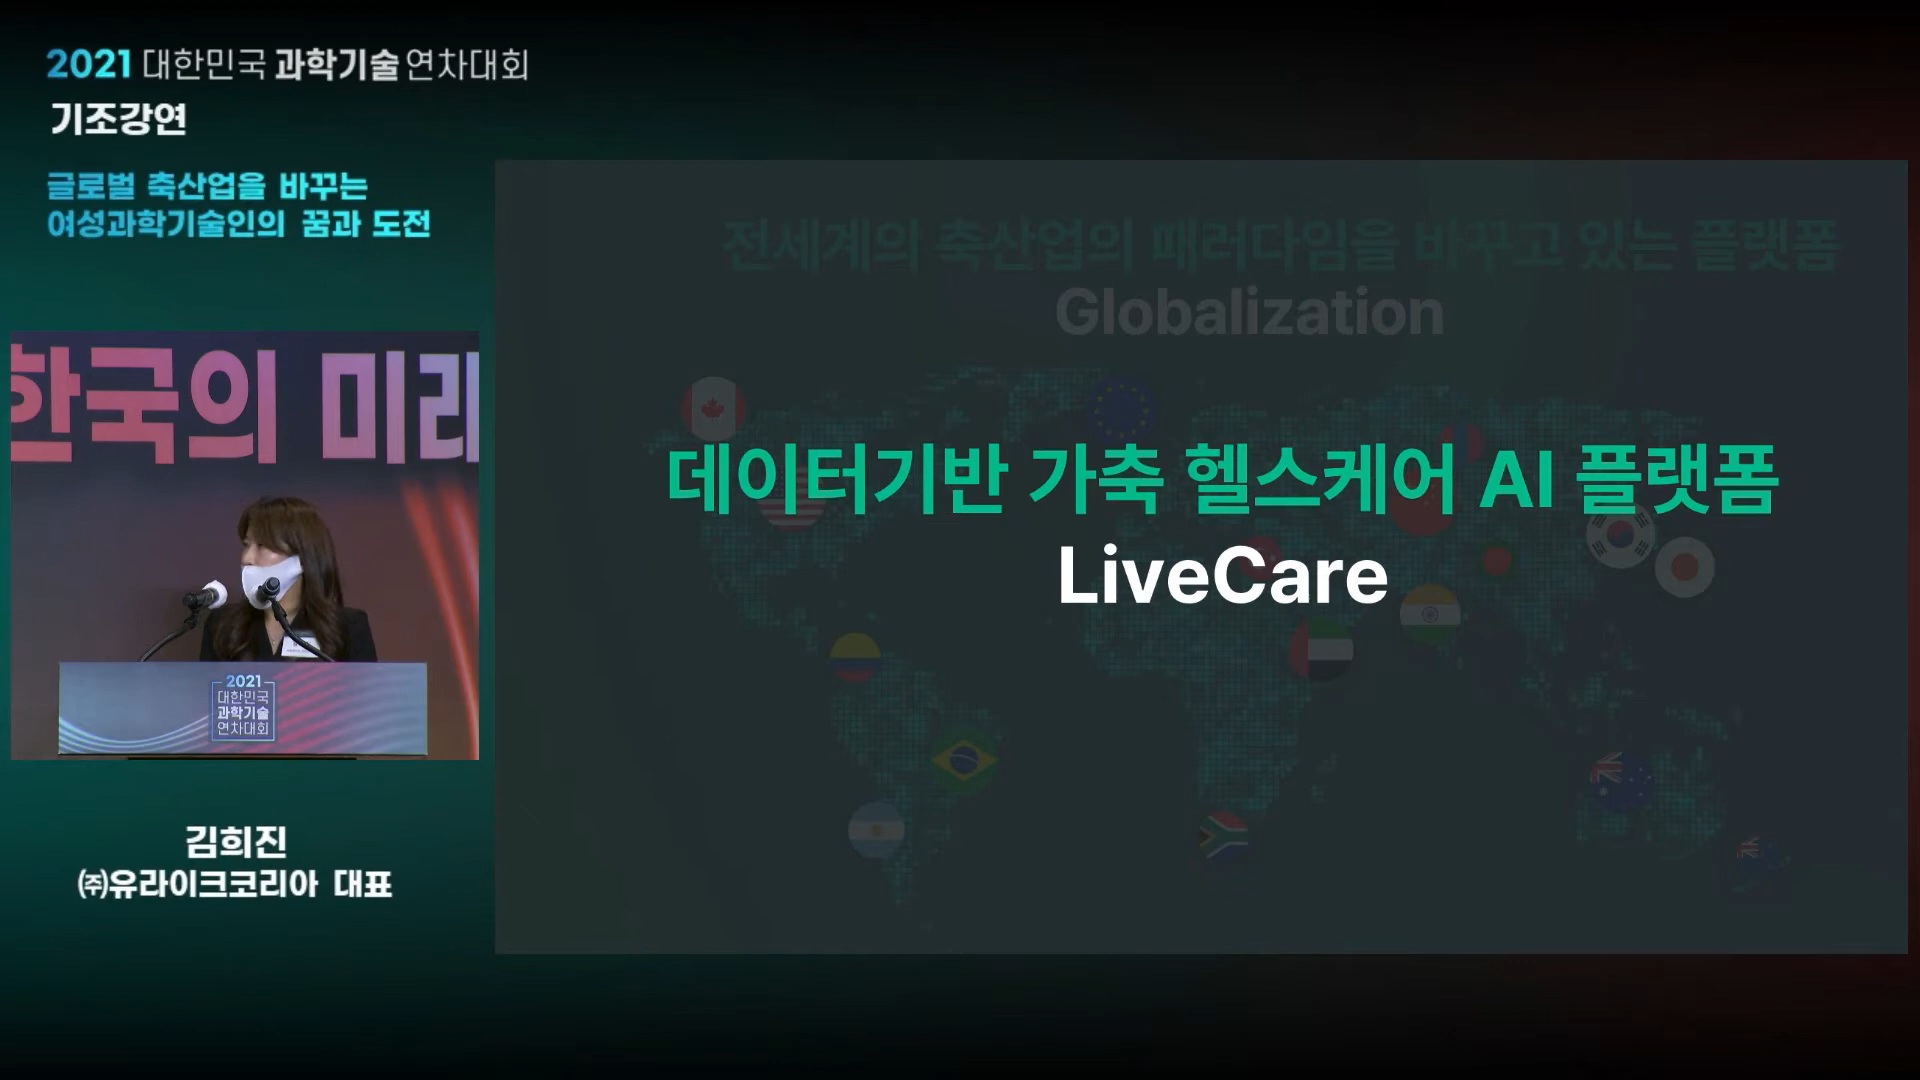 2021 대한민국 과학기술 연차대회
기조강연
글로벌 축산업을 바꾸는
여성과학기술인의 꿈과 도전
전세계의 축산업의 패러다임을 바꾸고 있는 플랫폼
Globalization
데이터기반 가축 헬스케어 AI 플랫폼
LiveCare
한국의 미래
2021
대한민국
과학기술
연차대회
김희진
㈜유라이크코리아 대표